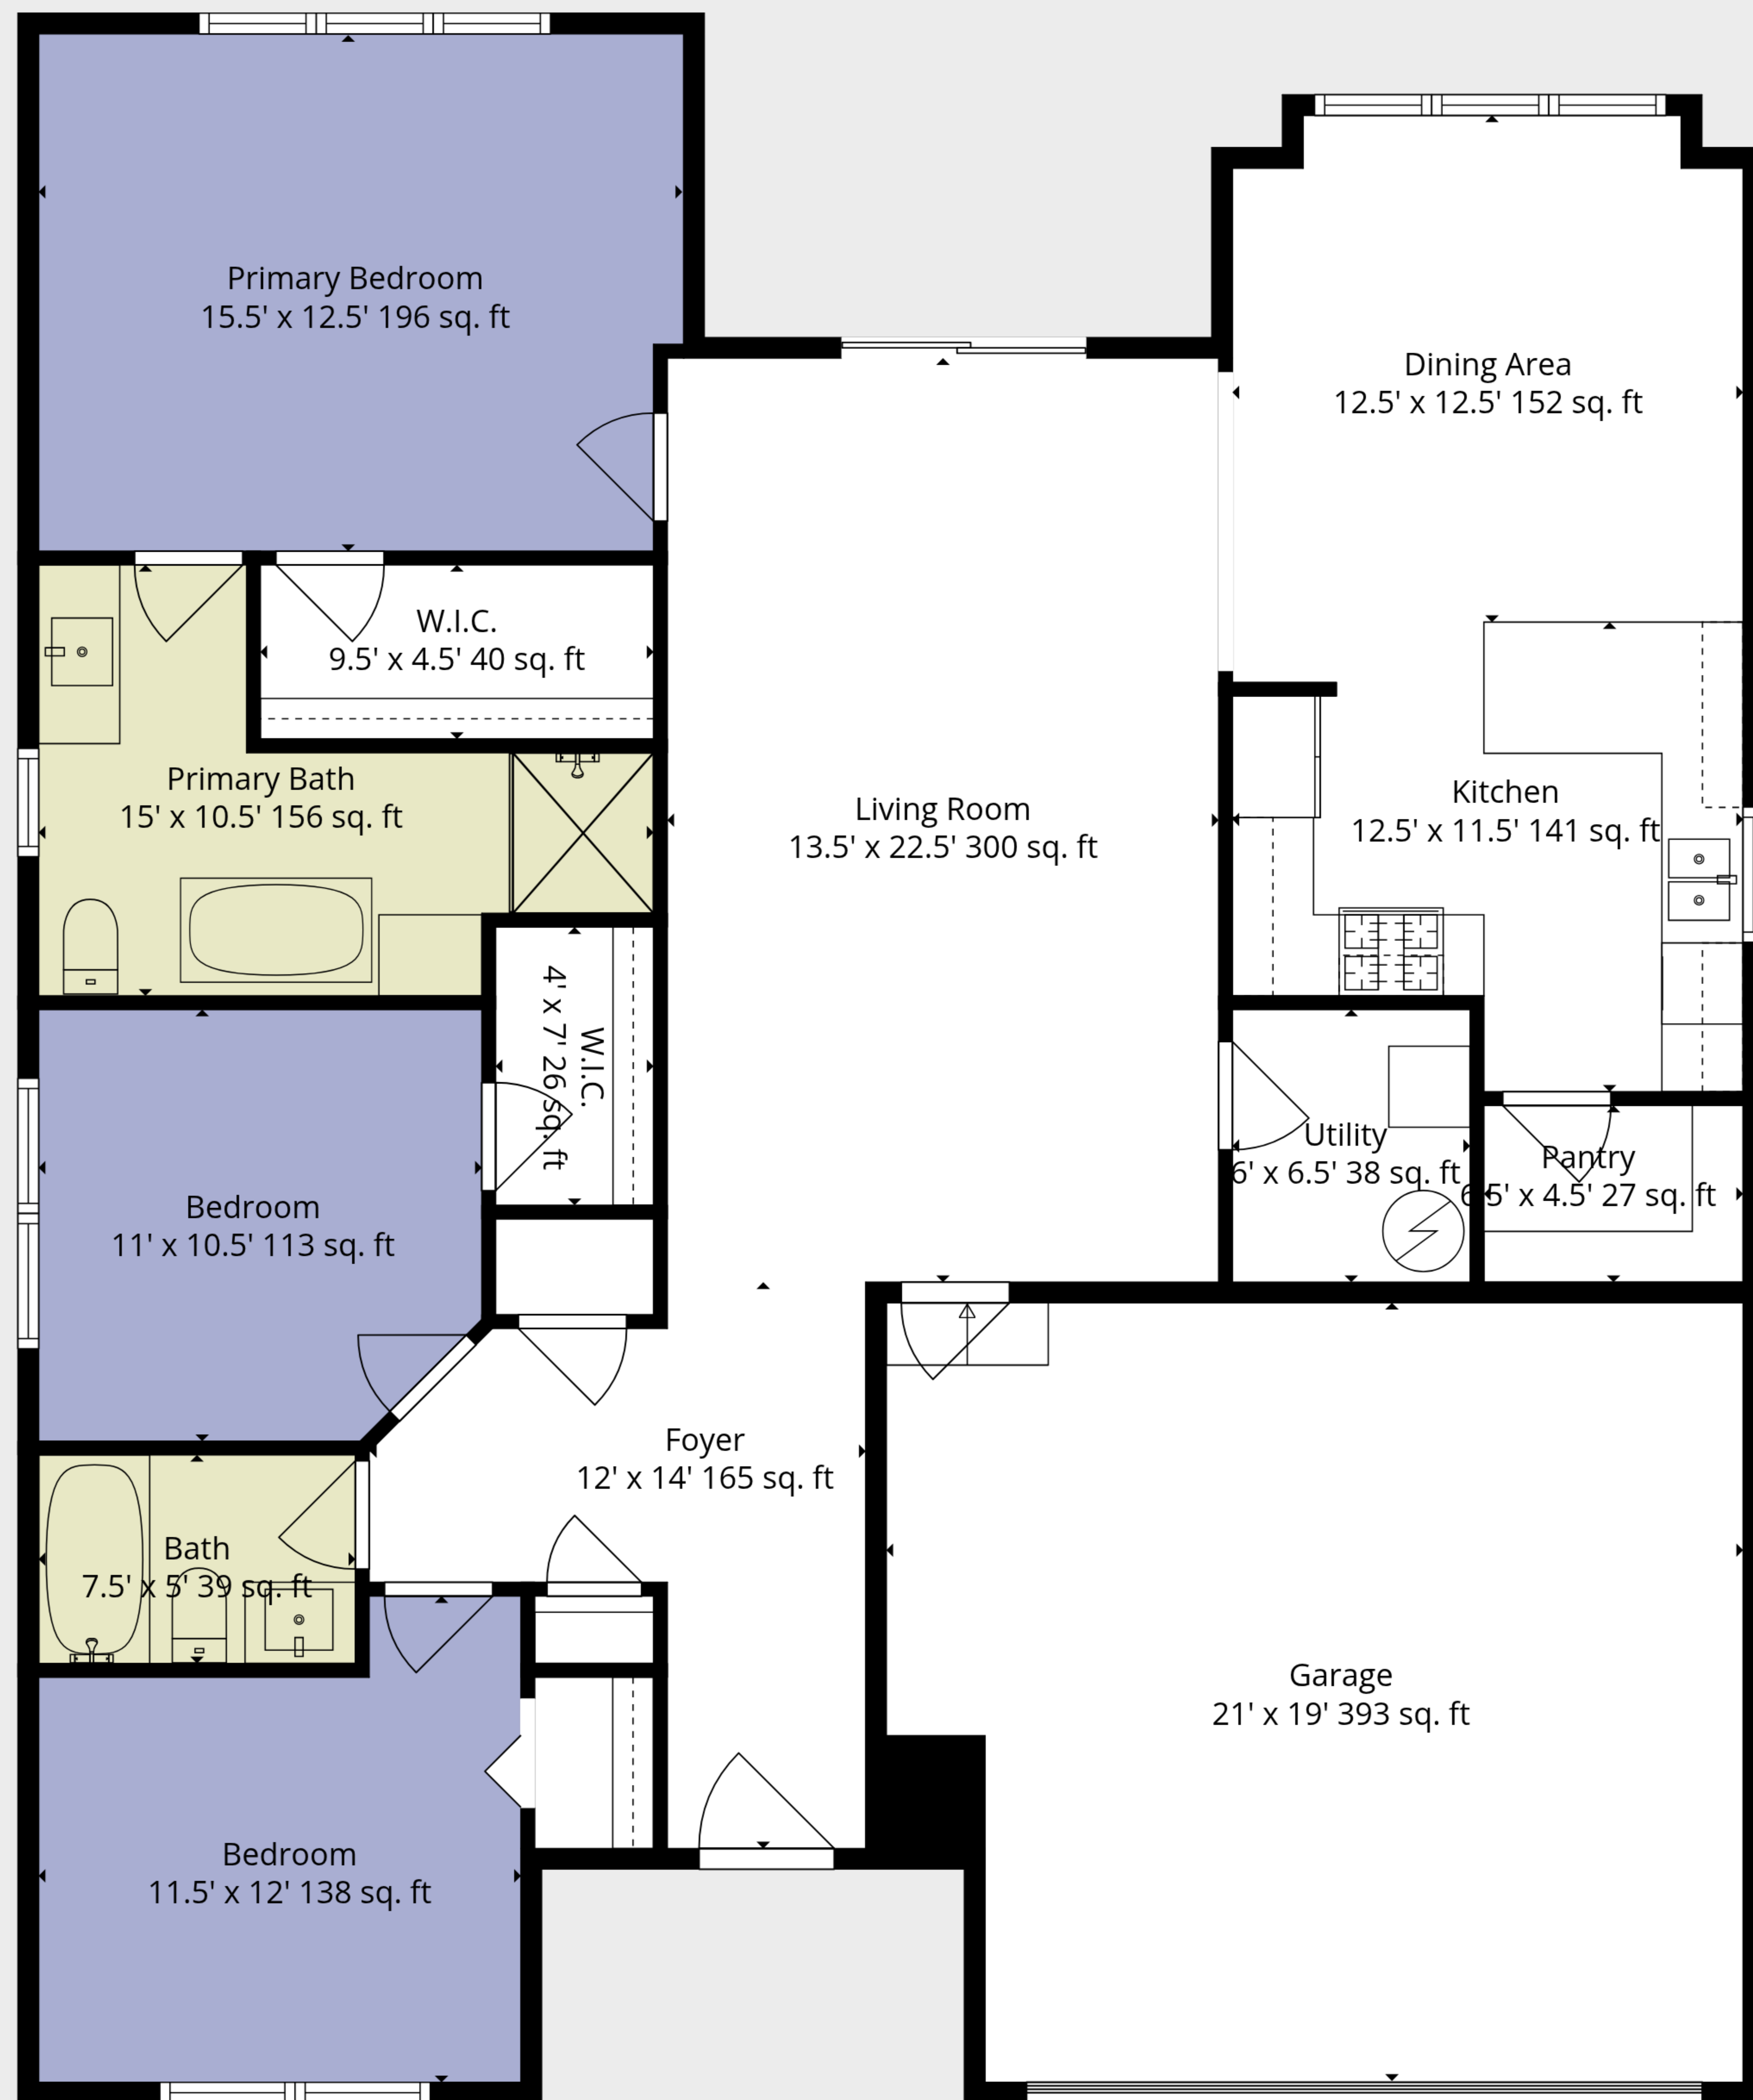 Primary Bedroom
15.5' x 12.5' 196 sq. ft
Dining Area
12.5' x 12.5' 152 sq. ft
W.I.C.
9.5' x 4.5' 40 sq. ft
Primary Bath
15' x 10.5' 156 sq. ft
Living Room
13.5' x 22.5' 300 sq. ft
Kitchen
12.5' x 11.5' 141 sq. ft
W.I.C.
4' x 7' 26 sq. ft
Utility
6' x 6.5' 38 sq. ft
Pantry
6.5' x 4.5' 27 sq. ft
Bedroom
11' x 10.5' 113 sq. ft
Foyer
12' x 14' 165 sq. ft
Bath
7.5' x 5' 39 sq. ft
Garage
21' x 19' 393 sq. ft
Bedroom
11.5' x 12' 138 sq. ft